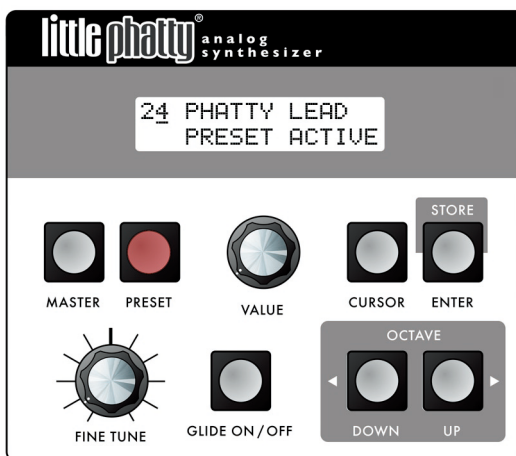 little phatty® analog
synthesizer
24 PHATTY LEAD
PRESET ACTIVE
STORE
MASTER PRESET VALUE CURSOR ENTER
OCTAVE
FINE TUNE GLIDE ON / OFF DOWN UP